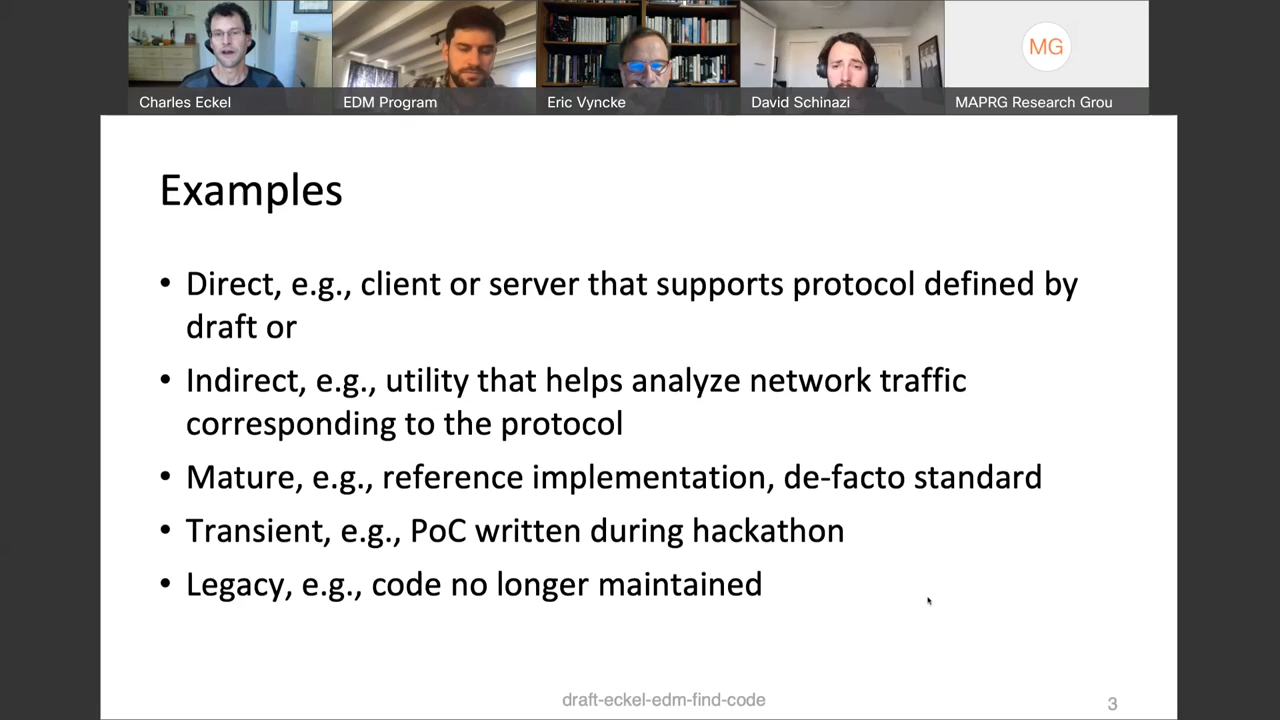 MG
Charles Eckel
EDM Program
Eric Vyncke
David Schinazi
MAPRG Research Grou
Examples
• Direct, e.g., client or server that supports protocol defined by
draft or
• Indirect, e.g., utility that helps analyze network traffic
corresponding to the protocol
• Mature, e.g., reference implementation, de-facto standard
• Transient, e.g., PoC written during hackathon
• Legacy, e.g., code no longer maintained
draft-eckel-edm-find-code
3